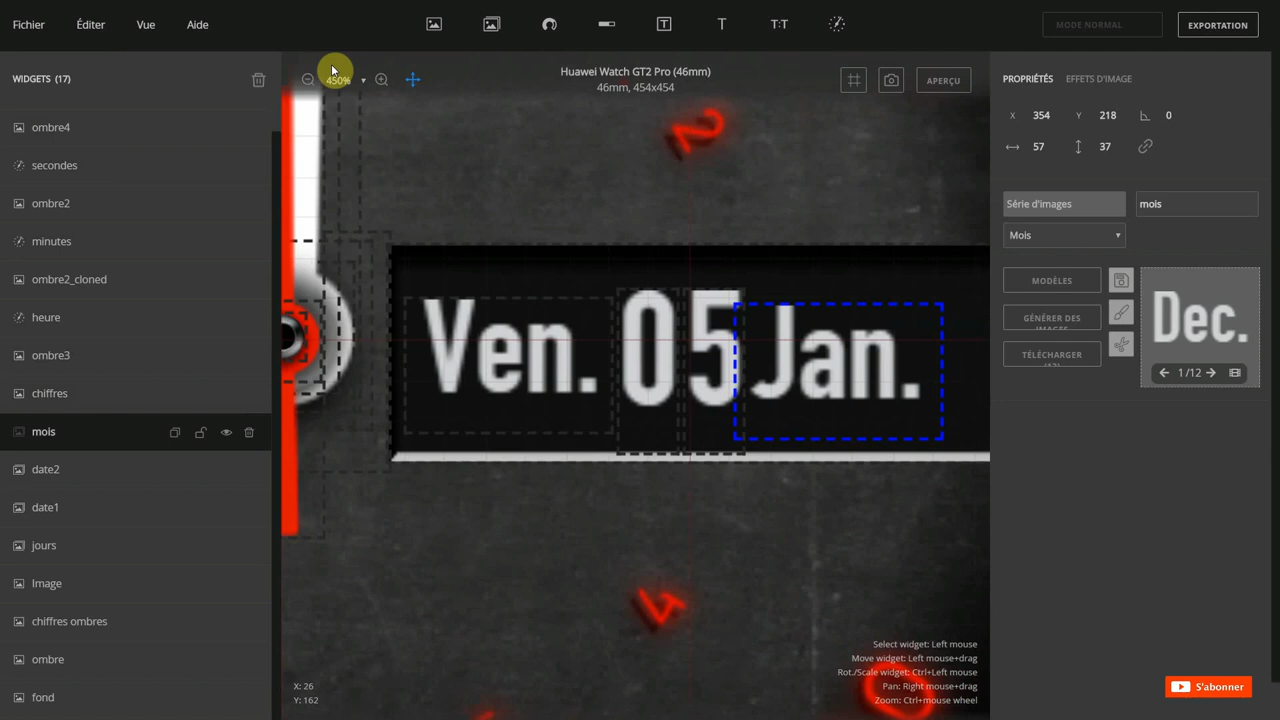 Fichier
Éditer
Vue
Aide
T
T
T:T
MODE NORMAL
EXPORTATION
WIDGETS (17)
450%
Huawei Watch GT2 Pro (46mm)
46mm, 454x454
APERÇU
PROPRIÉTÉS
EFFETS D'IMAGE
X 354
Y 218
0
57
37
Série d'images
mois
Mois
MODÈLES
GÉNÉRER DES
TÉLÉCHARGER
Dec.
1/12
ombre4
secondes
ombre2
minutes
ombre2_cloned
heure
ombre3
chiffres
mois
date2
date1
jours
Image
chiffres ombres
ombre
fond
2
Ven. 05 Jan.
4
Select widget: Left mouse
Move widget: Left mouse+drag
Rot./Scale widget: Ctrl+Left mouse
Pan: Right mouse+drag
Zoom: Ctrl+mouse wheel
X: 26
Y: 162
S'abonner